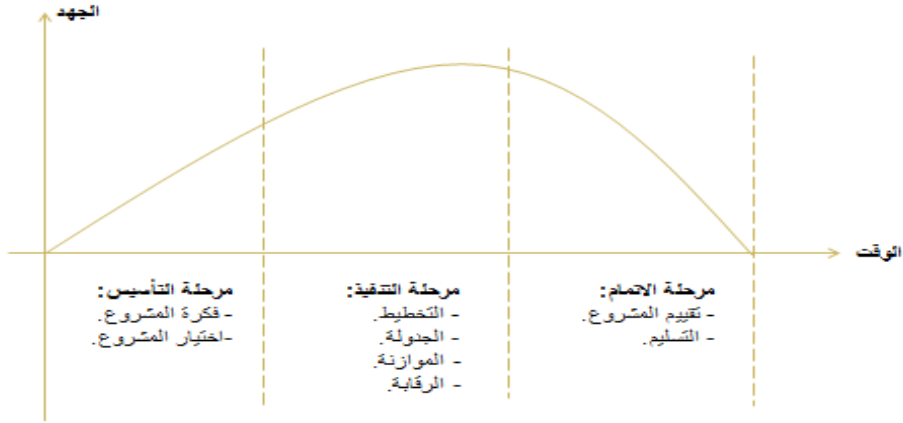 الجهد
الوقت
مرحلة التأسيس:
- فكرة المشروع.
-اختيار المشروع.
مرحلة التنفيذ:
- التخطيط.
- الجدولة.
- الموازنة.
- الرقابة.
مرحلة الاتمام:
- تقييم المشروع.
- التسليم.